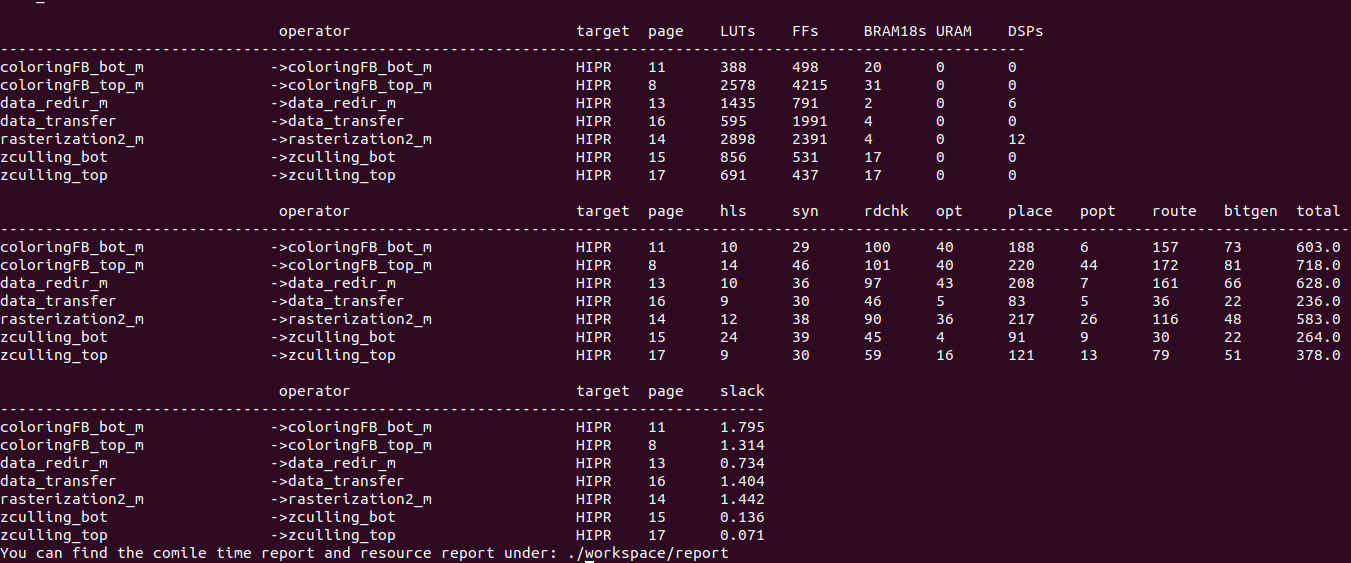 operator target page LUTs FFs BRAM18s URAM DSPs
---------------------------------------------------------------------------------------------------------
coloringFB_bot_m ->coloringFB_bot_m HIPR 11 388 498 20 0 0
coloringFB_top_m ->coloringFB_top_m HIPR 8 2578 4215 31 0 0
data_redir_m ->data_redir_m HIPR 13 1435 791 2 0 6
data_transfer ->data_transfer HIPR 16 595 1991 4 0 0
rasterization2_m ->rasterization2_m HIPR 14 2898 2391 4 0 12
zculling_bot ->zculling_bot HIPR 15 856 531 17 0 0
zculling_top ->zculling_top HIPR 17 691 437 17 0 0
operator target page hls syn rdchk opt place popt route bitgen total
------------------------------------------------------------------------------------------------------------------------------------------------------
coloringFB_bot_m ->coloringFB_bot_m HIPR 11 10 29 100 40 188 6 157 73 603.0
coloringFB_top_m ->coloringFB_top_m HIPR 8 14 46 101 40 220 44 172 81 718.0
data_redir_m ->data_redir_m HIPR 13 10 36 97 43 208 7 161 66 628.0
data_transfer ->data_transfer HIPR 16 9 30 46 5 83 5 36 22 236.0
rasterization2_m ->rasterization2_m HIPR 14 12 38 90 36 217 26 116 48 583.0
zculling_bot ->zculling_bot HIPR 15 24 39 45 4 91 9 30 22 264.0
zculling_top ->zculling_top HIPR 17 9 30 59 16 121 13 79 51 378.0
operator target page slack
-------------------------------------------------------------------------------------
coloringFB_bot_m ->coloringFB_bot_m HIPR 11 1.795
coloringFB_top_m ->coloringFB_top_m HIPR 8 1.314
data_redir_m ->data_redir_m HIPR 13 0.734
data_transfer ->data_transfer HIPR 16 1.404
rasterization2_m ->rasterization2_m HIPR 14 1.442
zculling_bot ->zculling_bot HIPR 15 0.136
zculling_top ->zculling_top HIPR 17 0.071
You can find the comile time report and resource report under: ./workspace/report